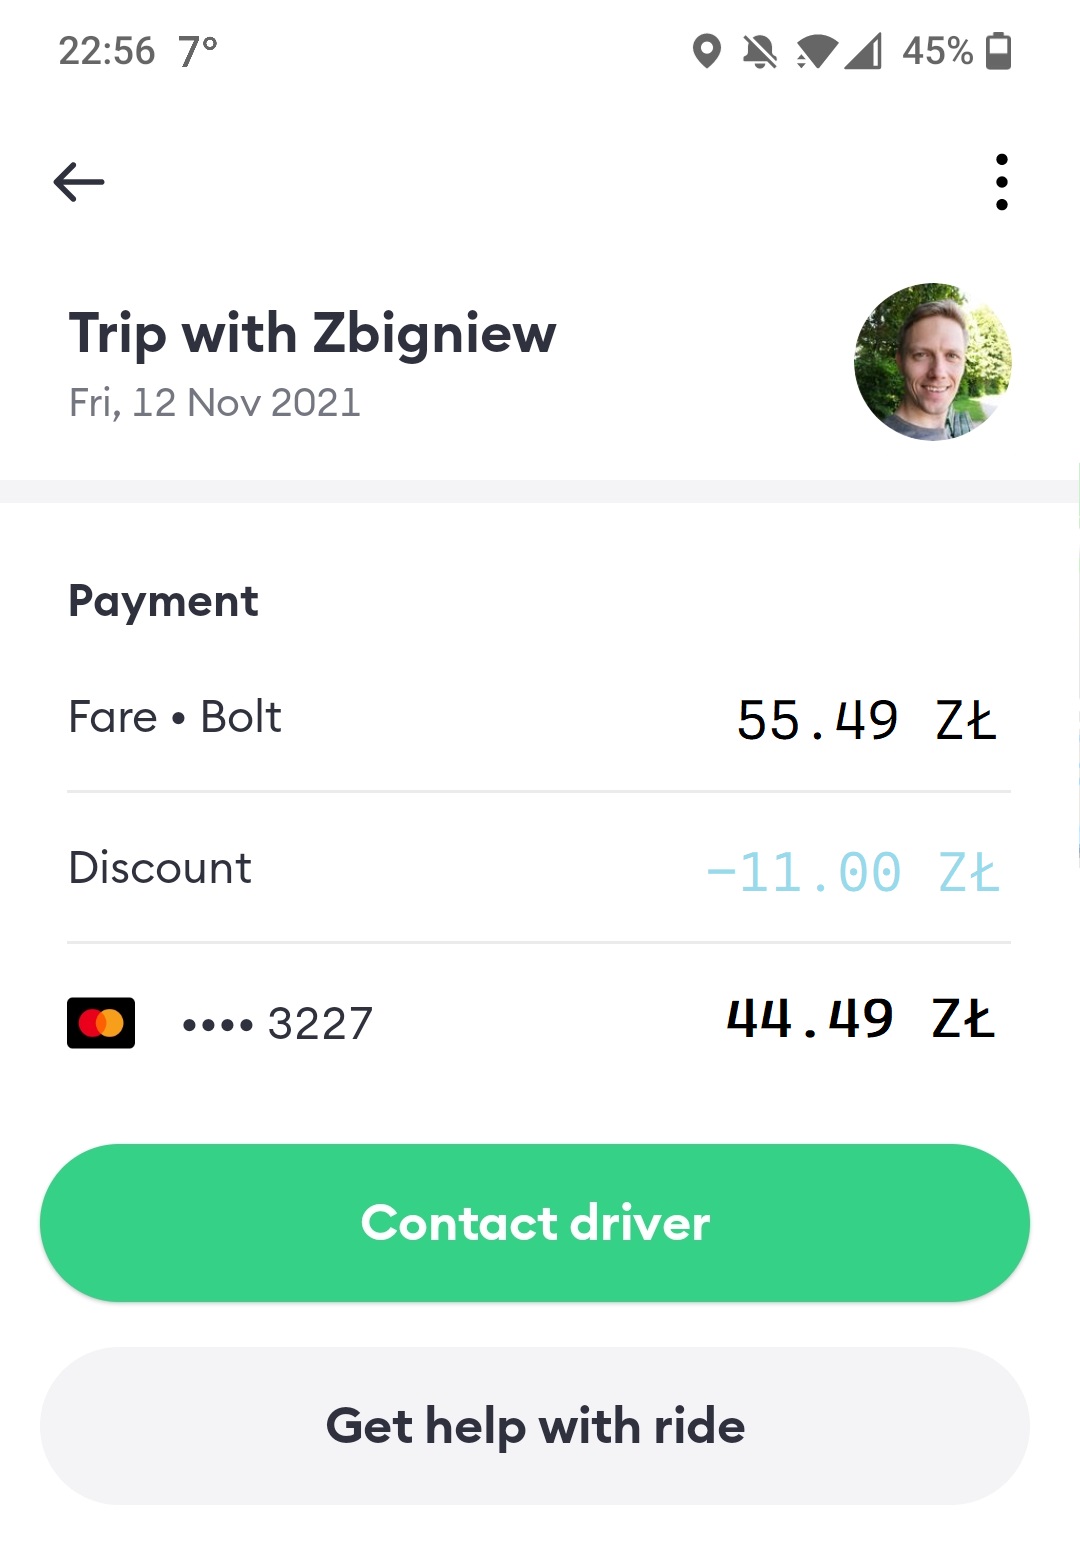 22:56 7° 45%
Trip with Zbigniew
Fri, 12 Nov 2021
Payment
Fare • Bolt 55.49 ZŁ
Discount −11.00 ZŁ
•••• 3227 44.49 ZŁ
Contact driver
Get help with ride